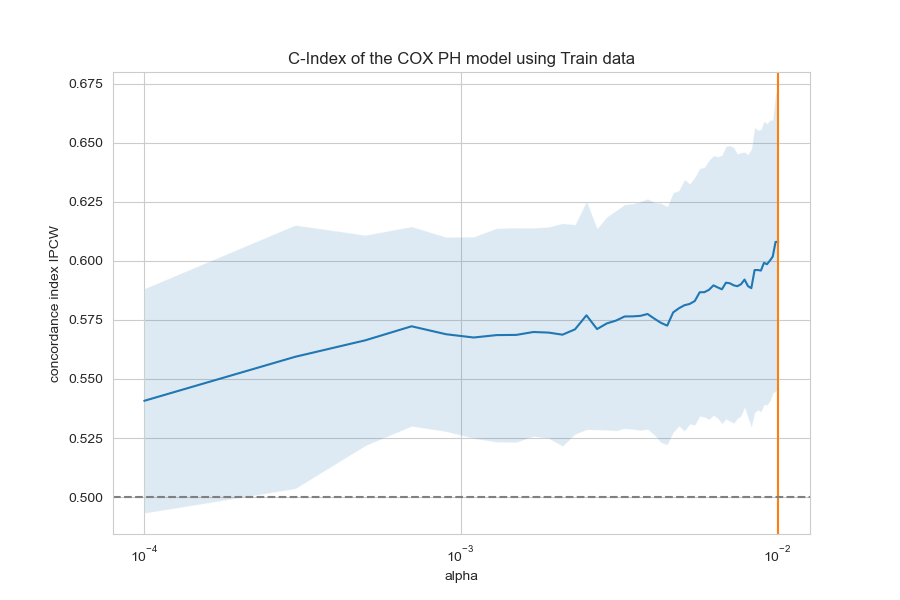 C-Index of the COX PH model using Train data
concordance index IPCW
0.675
0.650
0.625
0.600
0.575
0.550
0.525
0.500
10⁻⁴ 10⁻³ 10⁻²
alpha